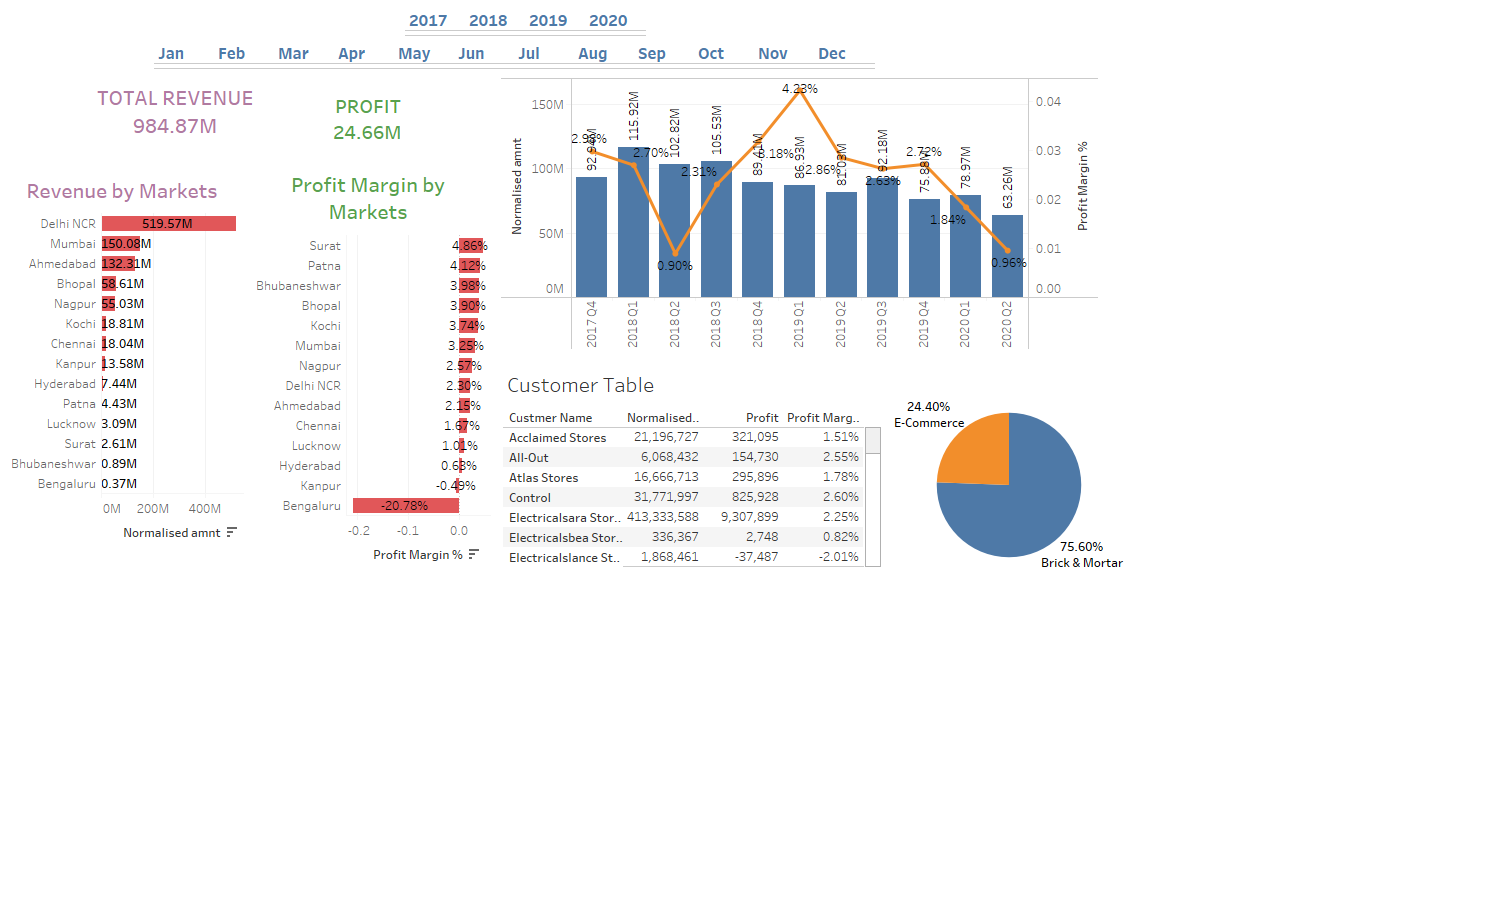 2017 2018 2019 2020
Jan Feb Mar Apr May Jun Jul Aug Sep Oct Nov Dec
TOTAL REVENUE
984.87M
PROFIT
24.66M
Revenue by Markets
Delhi NCR 519.57M
Mumbai 150.08M
Ahmedabad 132.31M
Bhopal 58.61M
Nagpur 55.03M
Kochi 18.81M
Chennai 18.04M
Kanpur 13.58M
Hyderabad 7.44M
Patna 4.43M
Lucknow 3.09M
Surat 2.61M
Bhubaneshwar 0.89M
Bengaluru 0.37M
0M 200M 400M
Normalised amnt
Profit Margin by
Markets
Surat 4.86%
Patna 4.12%
Bhubaneshwar 3.98%
Bhopal 3.90%
Kochi 3.74%
Mumbai 3.25%
Nagpur 2.57%
Delhi NCR 2.30%
Ahmedabad 2.15%
Chennai 1.67%
Lucknow 1.01%
Hyderabad 0.63%
Kanpur -0.49%
Bengaluru -20.78%
-0.2 -0.1 0.0
Profit Margin %
Normalised amnt
150M
100M
50M
0M
115.92M
102.82M
105.53M
86.93M
81.03M
92.18M
78.97M
63.26M
2.70%
0.90%
2.31%
4.23%
2.86%
2.63%
2.72%
1.84%
0.96%
0.04
0.03
0.02
0.01
0.00
Profit Margin %
2017 Q4
2018 Q1
2018 Q2
2018 Q3
2018 Q4
2019 Q1
2019 Q2
2019 Q3
2019 Q4
2020 Q1
2020 Q2
Customer Table
Custmer Name Normalised.. Profit Profit Marg..
Acclaimed Stores 21,196,727 321,095 1.51%
All-Out 6,068,432 154,730 2.55%
Atlas Stores 16,666,713 295,896 1.78%
Control 31,771,997 825,928 2.60%
Electricalsara Stor.. 413,333,588 9,307,899 2.25%
Electricalsbea Stor.. 336,367 2,748 0.82%
Electricalslance St.. 1,868,461 -37,487 -2.01%
24.40%
E-Commerce
75.60%
Brick & Mortar